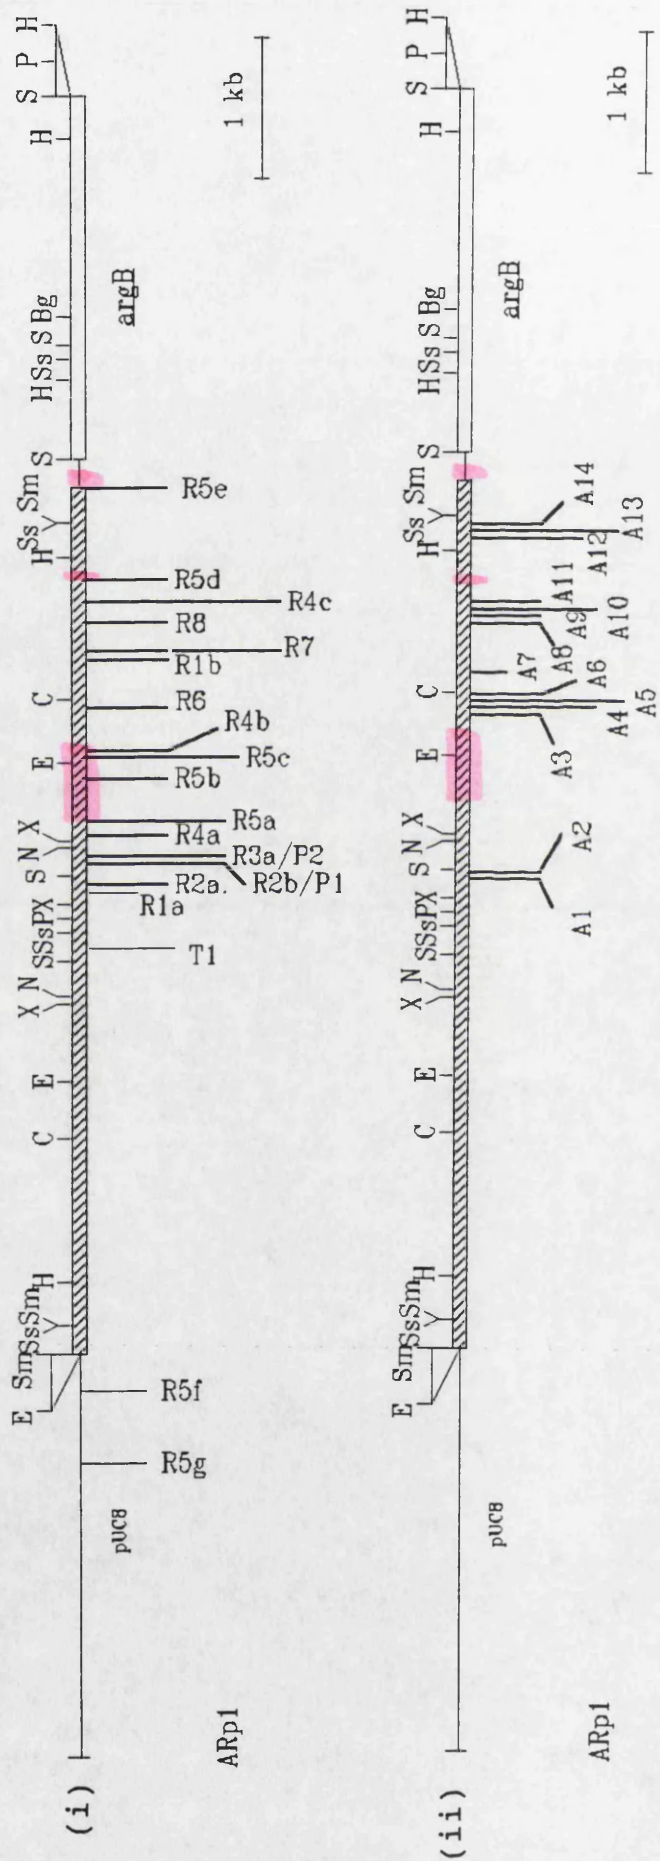 (i)
E Sm SsSm H C E X N SSsPX S N X E C H Ss Sm S HSs S Bg H S P H
pUC8
argB
R5g
R5f
T1
R1a
R2a.
R2b/P1
R3a/P2
R4a
R5a
R5b
R5c
R4b
R6
R1b
R7
R8
R4c
R5d
R5e
ARp1
1 kb
(ii)
E Sm SsSm H C E X N SSsPX S N X E C H Ss Sm S HSs S Bg H S P H
pUC8
argB
A1
A2
A3
A4
A5
A6
A7
A8
A9
A10
A11
A12
A13
A14
ARp1
1 kb